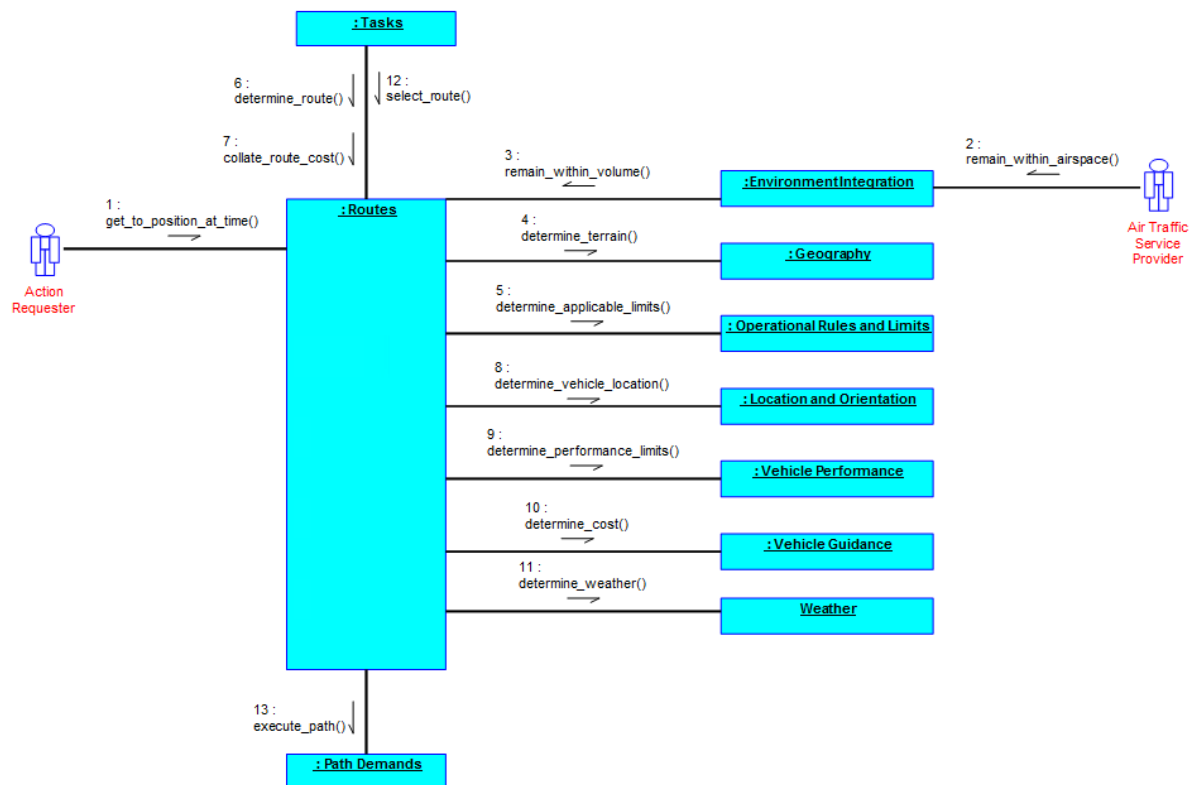 : Tasks
6 :
determine_route()
12 :
select_route()
7 :
collate_route_cost()
3 :
remain_within_volume()
2 :
remain_within_airspace()
:Environment Integration
1 :
get_to_position_at_time()
: Routes
4 :
determine_terrain()
: Geography
Air Traffic
Service
Provider
Action
Requester
5 :
determine_applicable_limits()
: Operational Rules and Limits
8 :
determine_vehicle_location()
: Location and Orientation
9 :
determine_performance_limits()
: Vehicle Performance
10 :
determine_cost()
: Vehicle Guidance
11 :
determine_weather()
Weather
13 :
execute_path()
: Path Demands